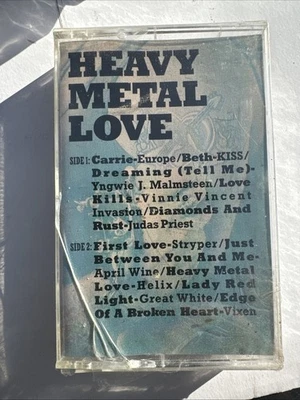 HEAVY
METAL
LOVE
SIDE 1: Carrie-Europe/Beth-KISS/
Dreaming (Tell Me)-
Yngwie J. Malmsteen/Love
Kills-Vinnie Vincent
Invasion/Diamonds And
Rust-Judas Priest
SIDE 2: First Love-Stryper/Just
Between You And Me-
April Wine/Heavy Metal
Love-Helix/Lady Red
Light-Great White/Edge
Of A Broken Heart-Vixen